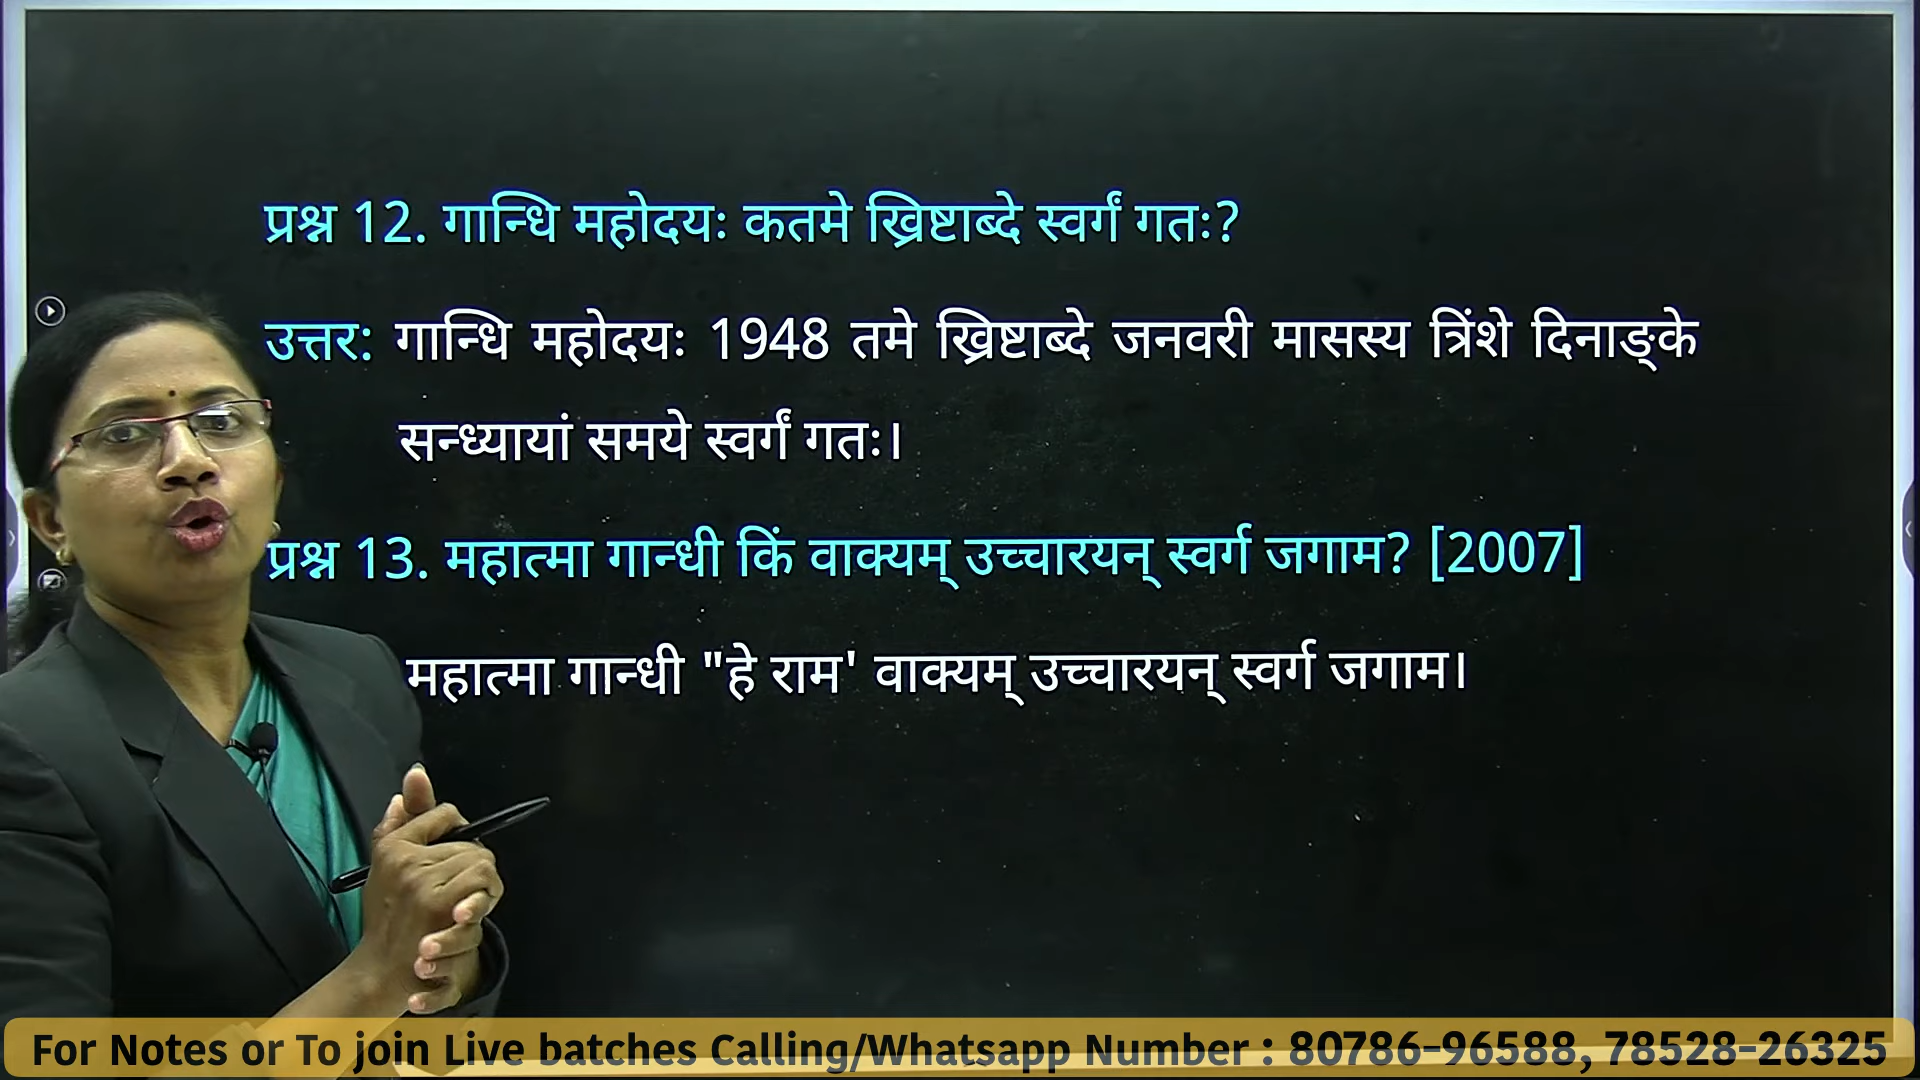 प्रश्न 12. गान्धि महोदयः कतमे ख्रिष्टाब्दे स्वर्गं गतः?
उत्तर: गान्धि महोदयः 1948 तमे ख्रिष्टाब्दे जनवरी मासस्य त्रिंशे दिनाङ्के
सन्ध्यायां समये स्वर्गं गतः।
प्रश्न 13. महात्मा गान्धी किं वाक्यम् उच्चारयन् स्वर्ग जगाम? [2007]
महात्मा गान्धी "हे राम' वाक्यम् उच्चारयन् स्वर्ग जगाम।
For Notes or To join Live batches Calling/Whatsapp Number : 80786-96588, 78528-26325